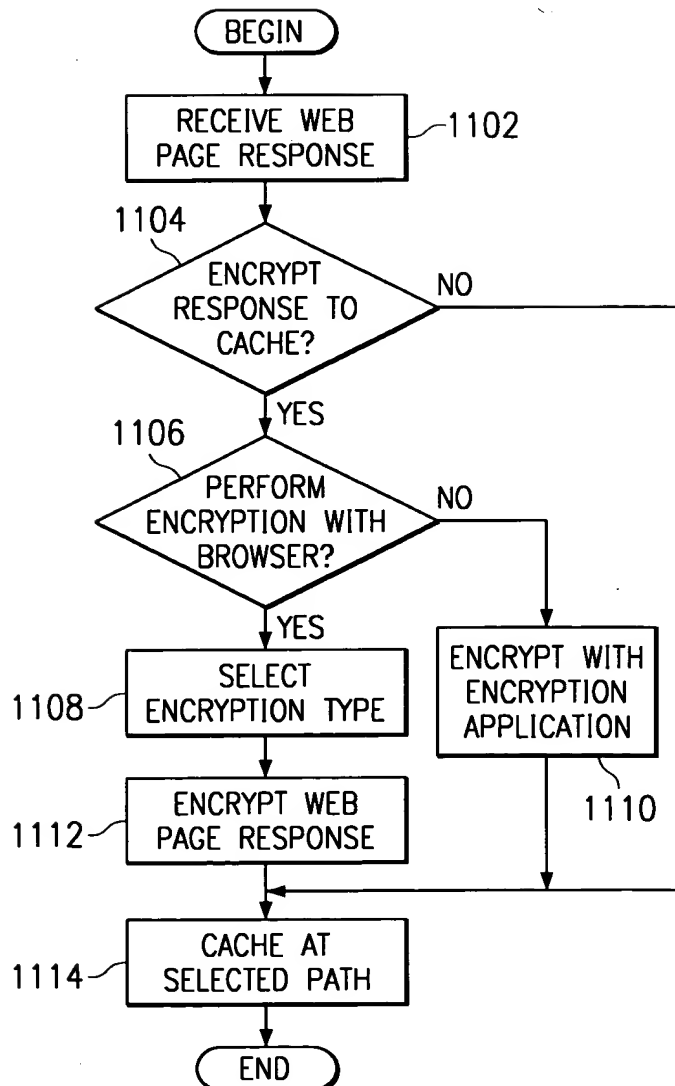 BEGIN
RECEIVE WEB
PAGE RESPONSE
1102
1104
ENCRYPT
RESPONSE TO
CACHE?
NO
YES
1106
PERFORM
ENCRYPTION WITH
BROWSER?
NO
YES
1108
SELECT
ENCRYPTION TYPE
ENCRYPT WITH
ENCRYPTION
APPLICATION
1110
1112
ENCRYPT WEB
PAGE RESPONSE
1114
CACHE AT
SELECTED PATH
END